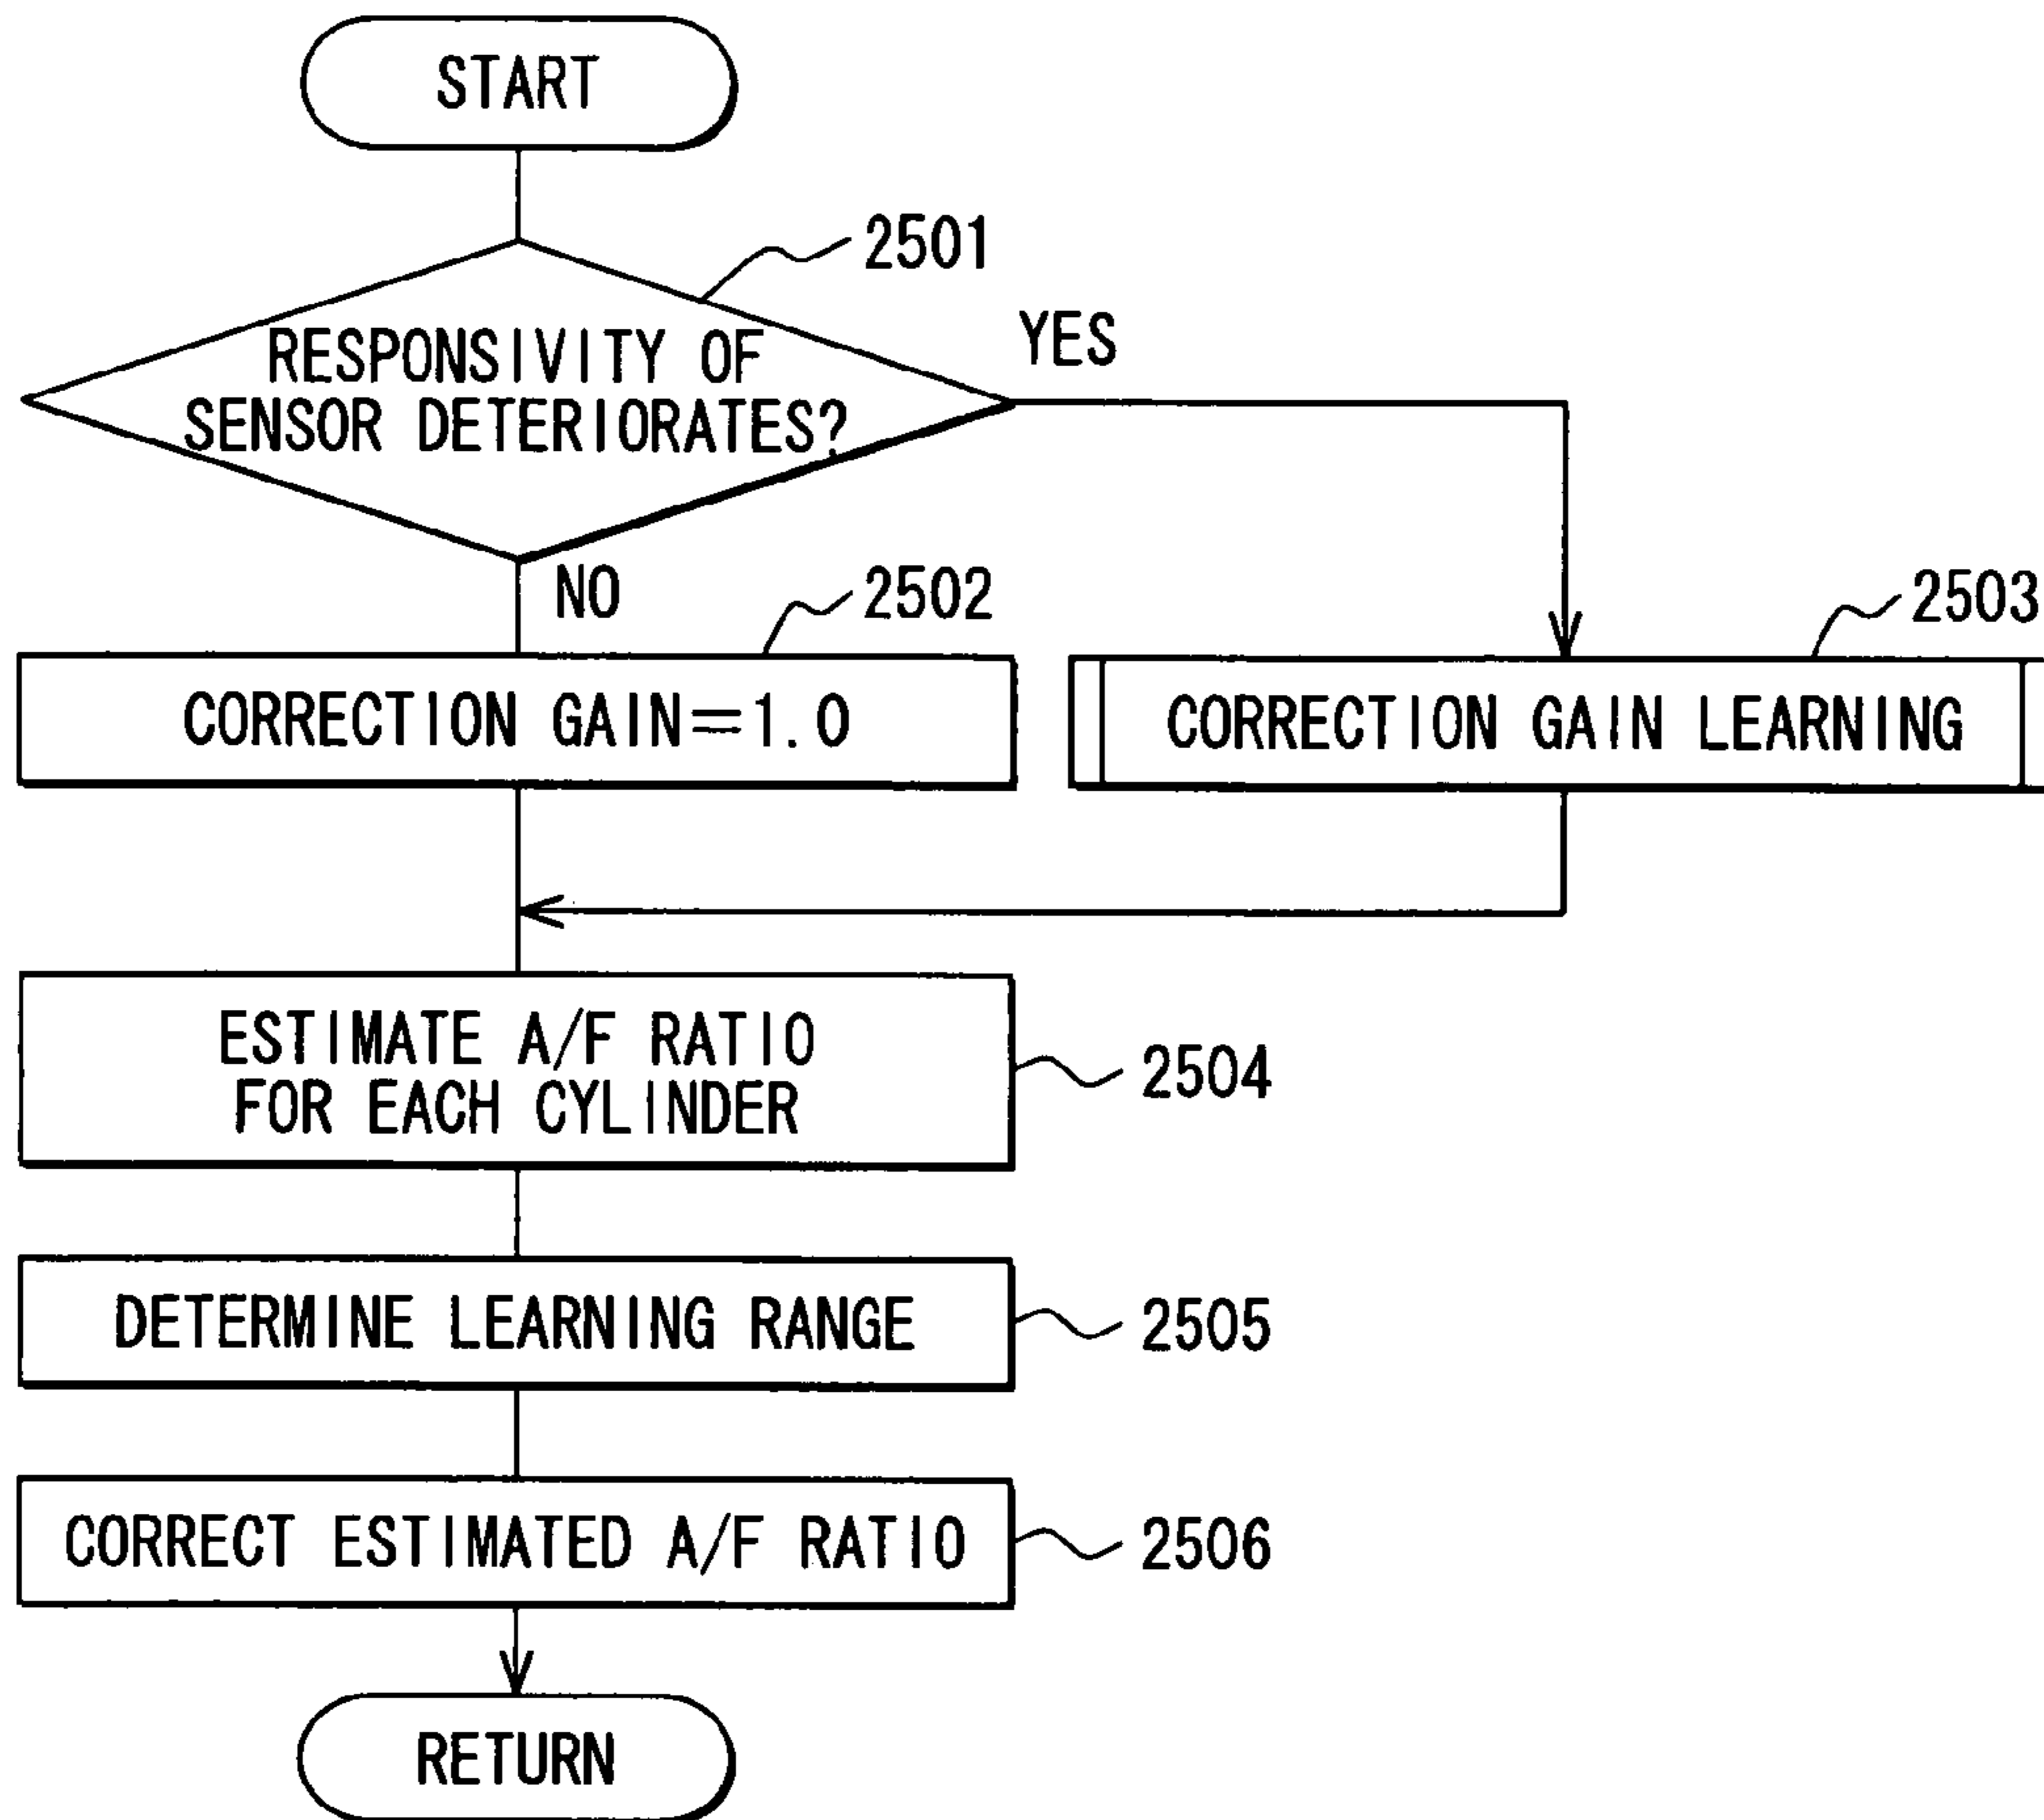 START
2501
RESPONSIVITY OF
SENSOR DETERIORATES?
YES
NO
2502
2503
CORRECTION GAIN=1.0
CORRECTION GAIN LEARNING
ESTIMATE A/F RATIO
FOR EACH CYLINDER
2504
DETERMINE LEARNING RANGE
2505
CORRECT ESTIMATED A/F RATIO
2506
RETURN